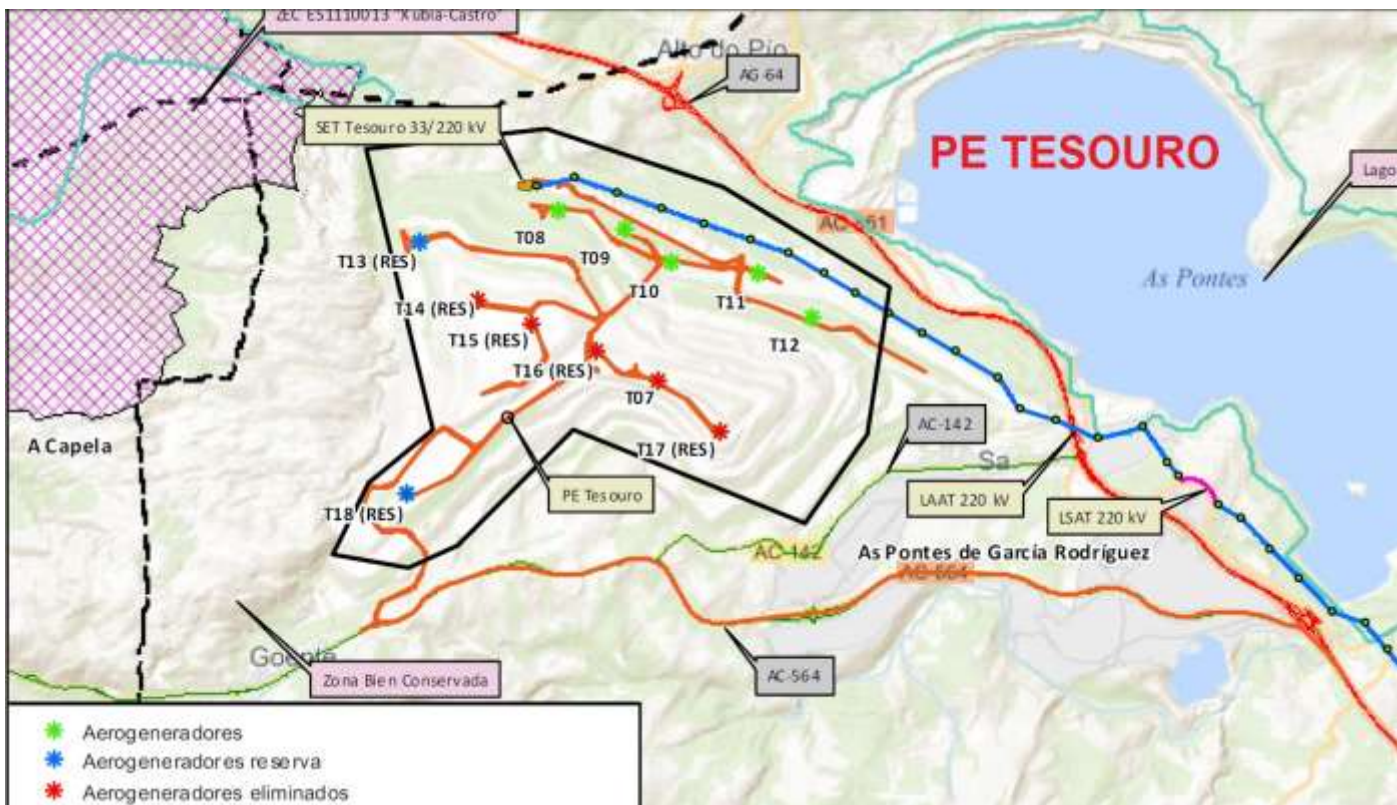 ZEC ES1110013 "Xubia-Castro"
Alto do Pío
AG-64
SET Tesouro 33/220 kV
PE TESOURO
Lago
AC-651
As Pontes
T08
T13 (RES)
T09
T10
T11
T14 (RES)
T15 (RES)
T12
T16 (RES)
T07
AC-142
A Capela
T17 (RES)
Sa
PE Tesouro
LAAT 220 kV
T18 (RES)
LSAT 220 kV
AC-142
As Pontes de García Rodríguez
AC-564
Goente
Zona Bien Conservada
AC-564
Aerogeneradores
Aerogeneradores reserva
Aerogeneradores eliminados